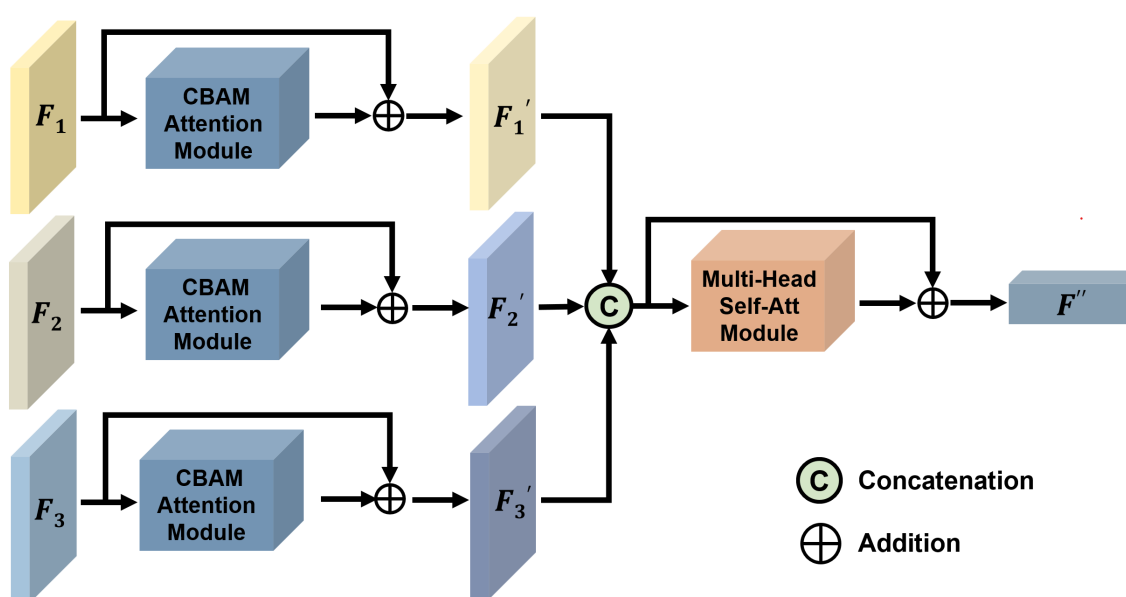 F₁
CBAM
Attention
Module
F₁′
F₂
CBAM
Attention
Module
F₂′
C
Multi-Head
Self-Att
Module
F″
F₃
CBAM
Attention
Module
F₃′
C Concatenation
⊕ Addition